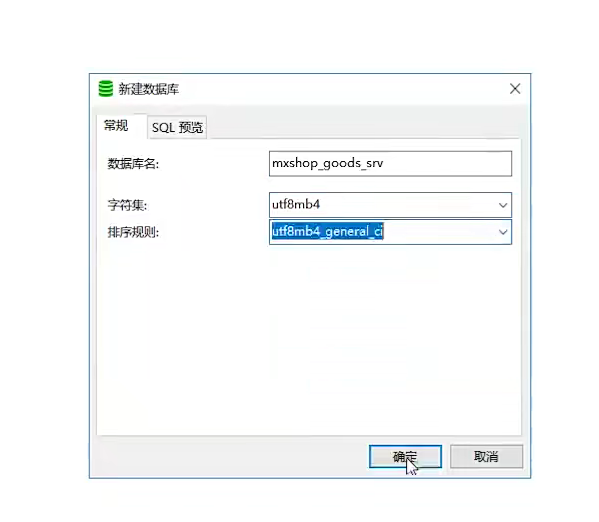 新建数据库
常规 SQL 预览
数据库名: mxshop_goods_srv
字符集: utf8mb4
排序规则: utf8mb4_general_ci
确定 取消